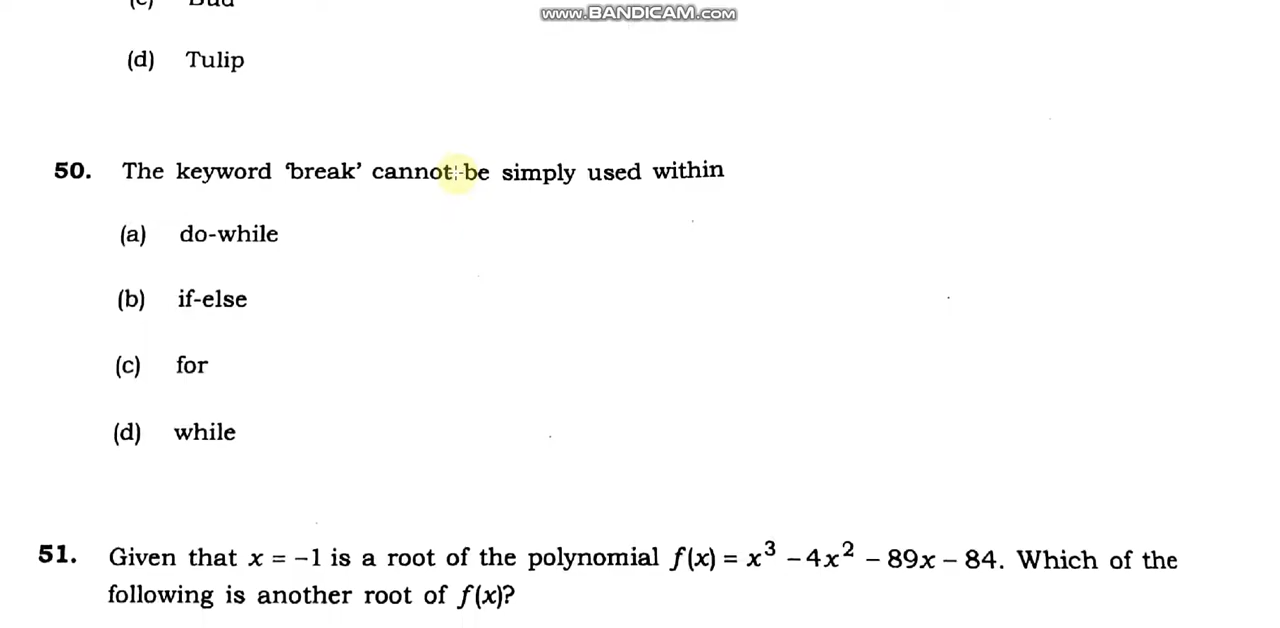 www.BANDICAM.com
(d) Tulip
50. The keyword ‘break’ cannot be simply used within
(a) do-while
(b) if-else
(c) for
(d) while
51. Given that x = –1 is a root of the polynomial f(x) = x³ – 4x² – 89x – 84. Which of the
following is another root of f(x)?